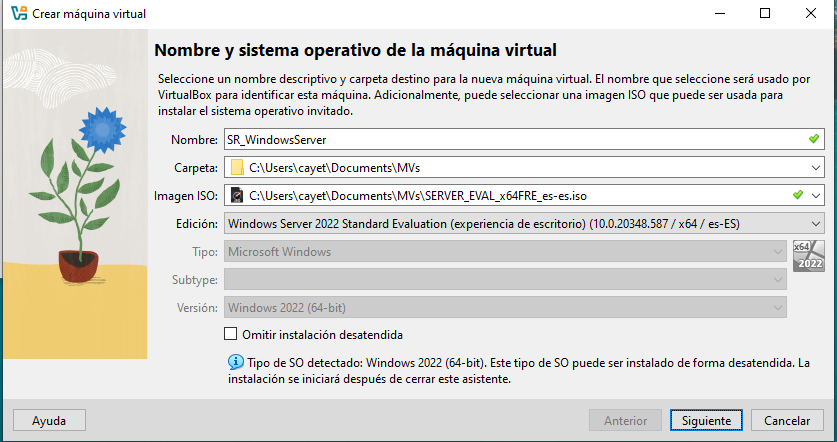 Crear máquina virtual
Nombre y sistema operativo de la máquina virtual
Seleccione un nombre descriptivo y carpeta destino para la nueva máquina virtual. El nombre que seleccione será usado por
VirtualBox para identificar esta máquina. Adicionalmente, puede seleccionar una imagen ISO que puede ser usada para
instalar el sistema operativo invitado.
Nombre: SR_WindowsServer
Carpeta: C:\Users\cayet\Documents\MVs
Imagen ISO: C:\Users\cayet\Documents\MVs\SERVER_EVAL_x64FRE_es-es.iso
Edición: Windows Server 2022 Standard Evaluation (experiencia de escritorio) (10.0.20348.587 / x64 / es-ES)
Tipo: Microsoft Windows
x64
Subtype:
2022
Versión: Windows 2022 (64-bit)
Omitir instalación desatendida
Tipo de SO detectado: Windows 2022 (64-bit). Este tipo de SO puede ser instalado de forma desatendida. La
instalación se iniciará después de cerrar este asistente.
Ayuda Anterior Siguiente Cancelar